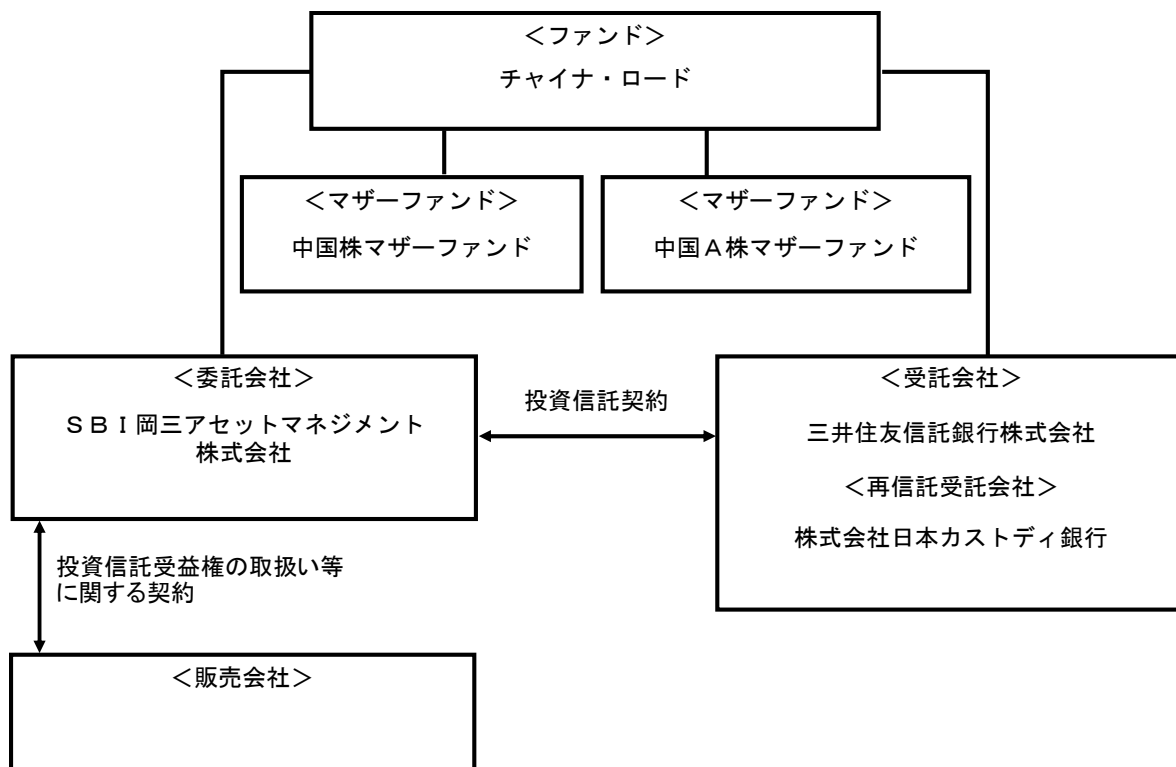 ＜ファンド＞
チャイナ・ロード
＜マザーファンド＞
中国株マザーファンド
＜マザーファンド＞
中国Ａ株マザーファンド
＜委託会社＞
ＳＢＩ岡三アセットマネジメント
株式会社
投資信託契約
＜受託会社＞
三井住友信託銀行株式会社
＜再信託受託会社＞
株式会社日本カストディ銀行
投資信託受益権の取扱い等
に関する契約
＜販売会社＞